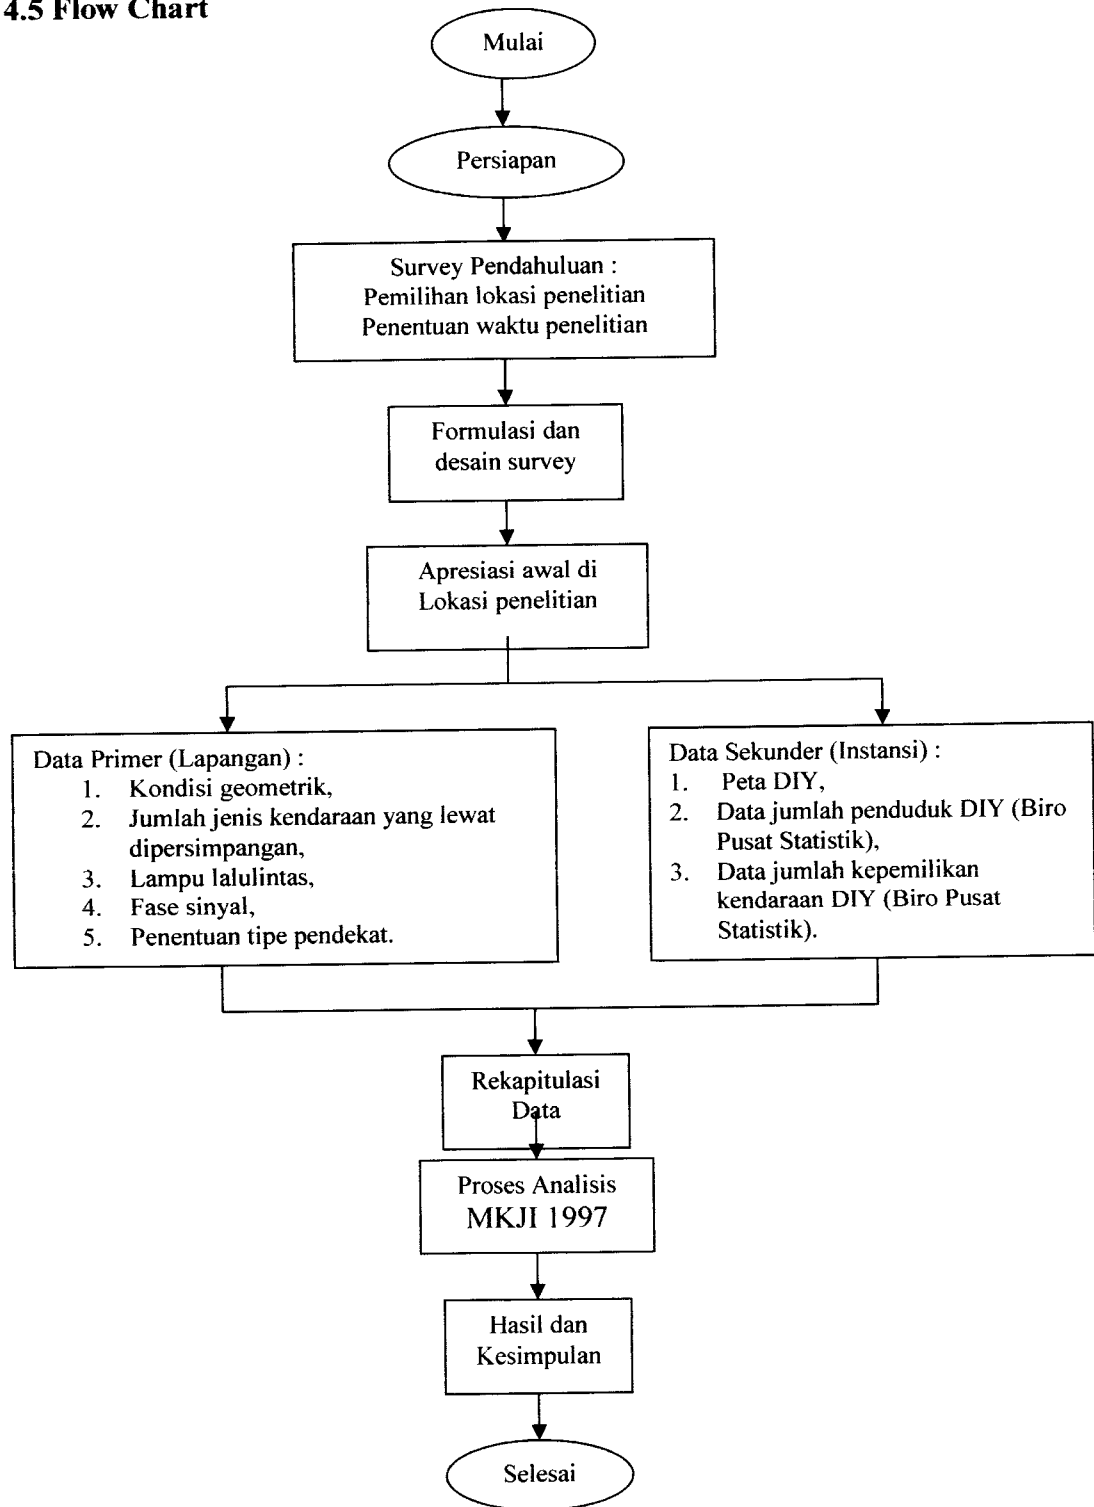 4.5 Flow Chart
Mulai
Persiapan
Survey Pendahuluan :
Pemilihan lokasi penelitian
Penentuan waktu penelitian
Formulasi dan
desain survey
Apresiasi awal di
Lokasi penelitian
Data Primer (Lapangan) :
1. Kondisi geometrik,
2. Jumlah jenis kendaraan yang lewat
dipersimpangan,
3. Lampu lalulintas,
4. Fase sinyal,
5. Penentuan tipe pendekat.
Data Sekunder (Instansi) :
1. Peta DIY,
2. Data jumlah penduduk DIY (Biro
Pusat Statistik),
3. Data jumlah kepemilikan
kendaraan DIY (Biro Pusat
Statistik).
Rekapitulasi
Data
Proses Analisis
MKJI 1997
Hasil dan
Kesimpulan
Selesai